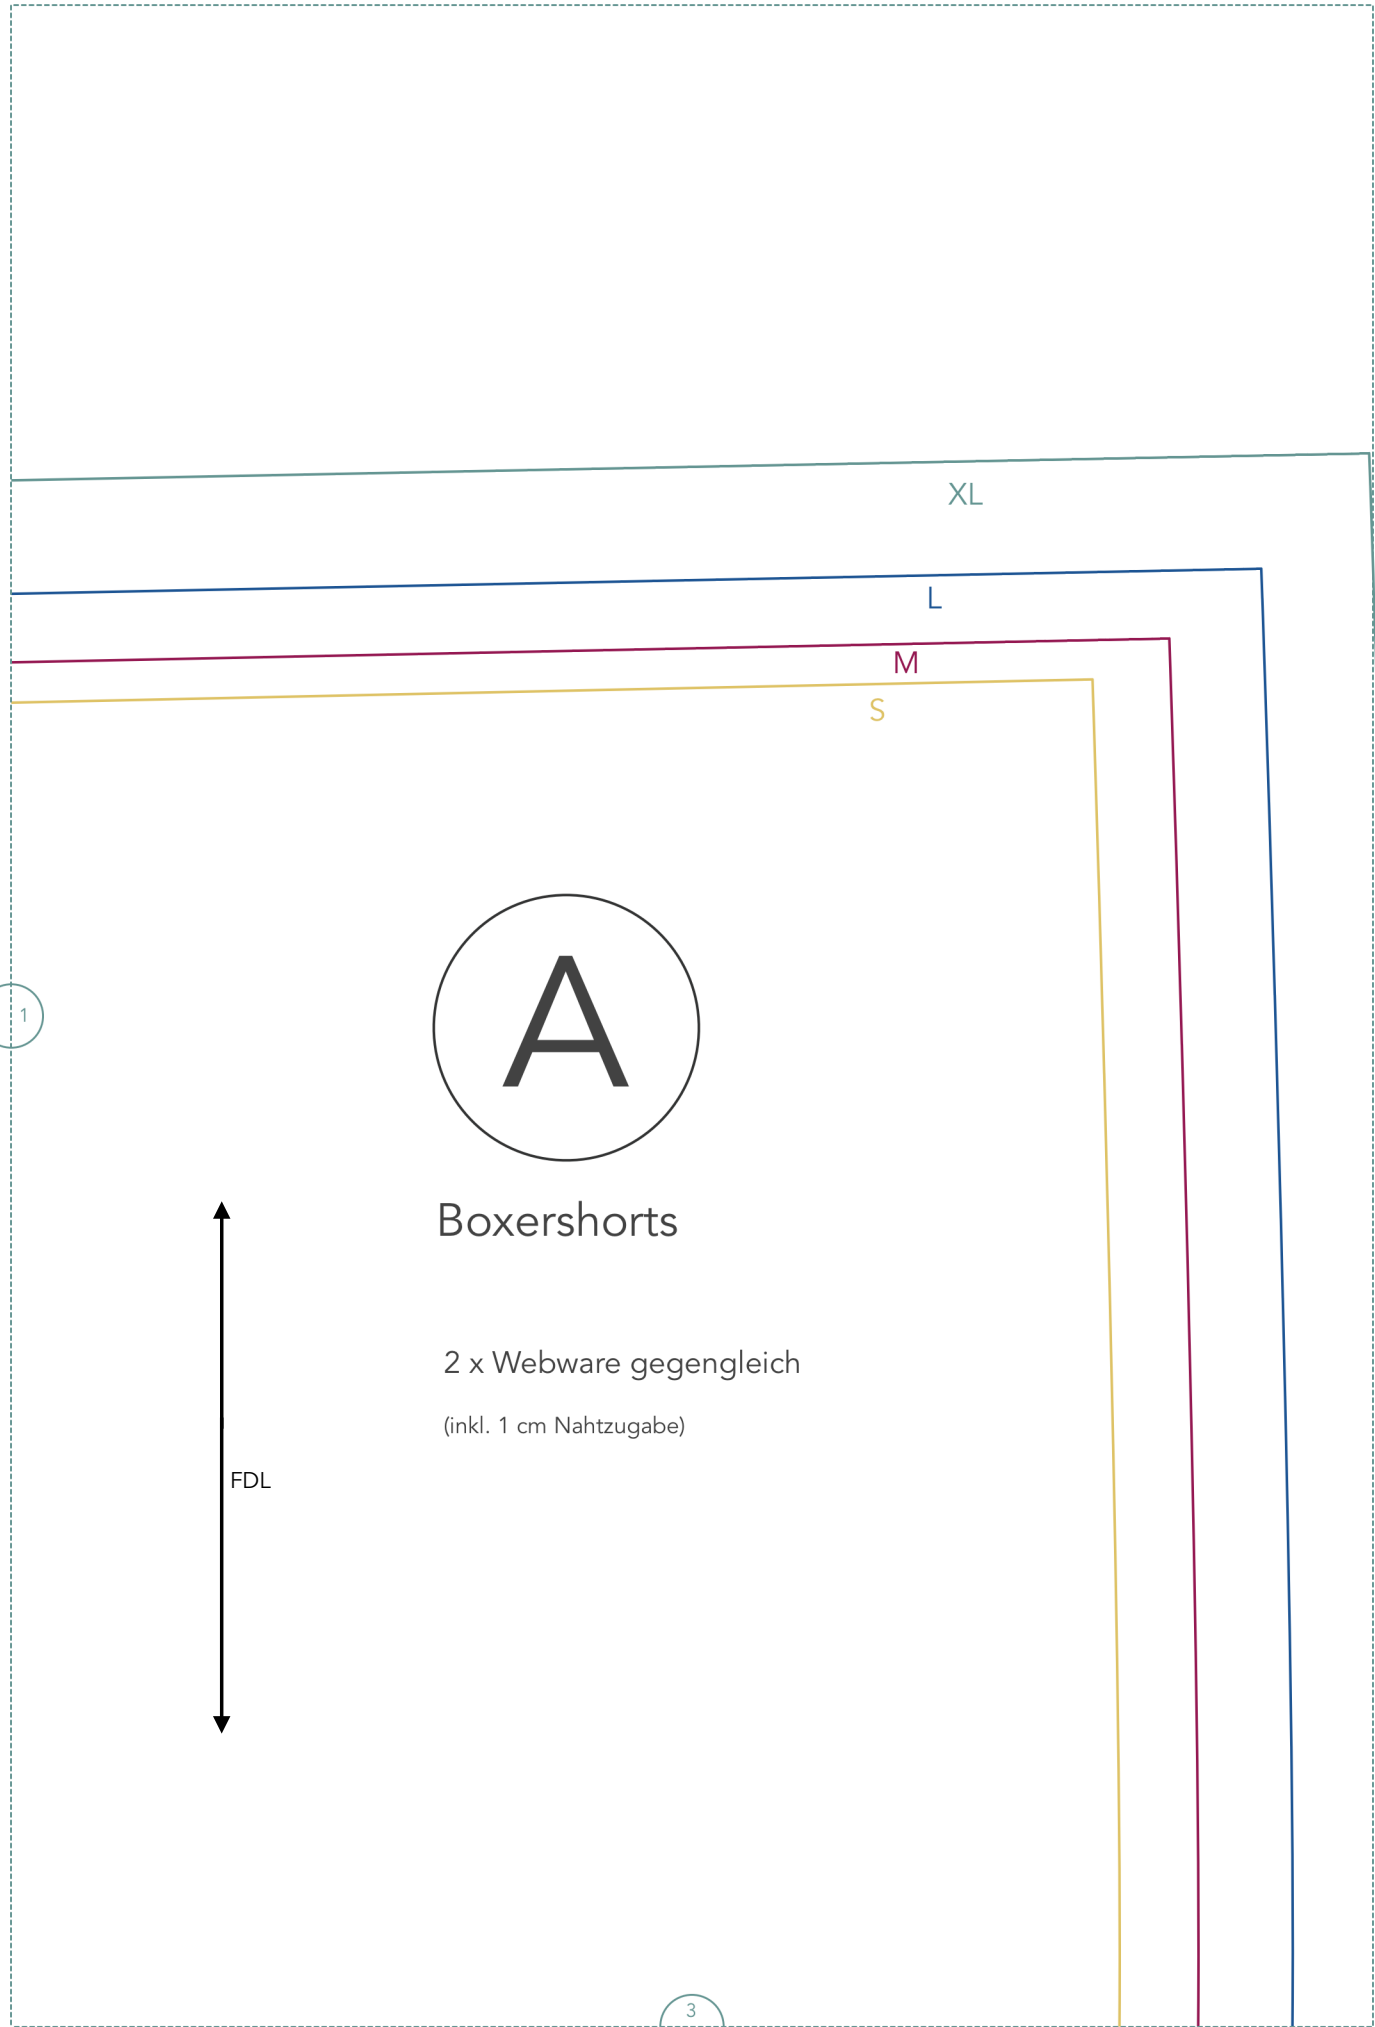 XL
L
M
S
A
1
Boxershorts
2 x Webware gegengleich
(inkl. 1 cm Nahtzugabe)
FDL
3